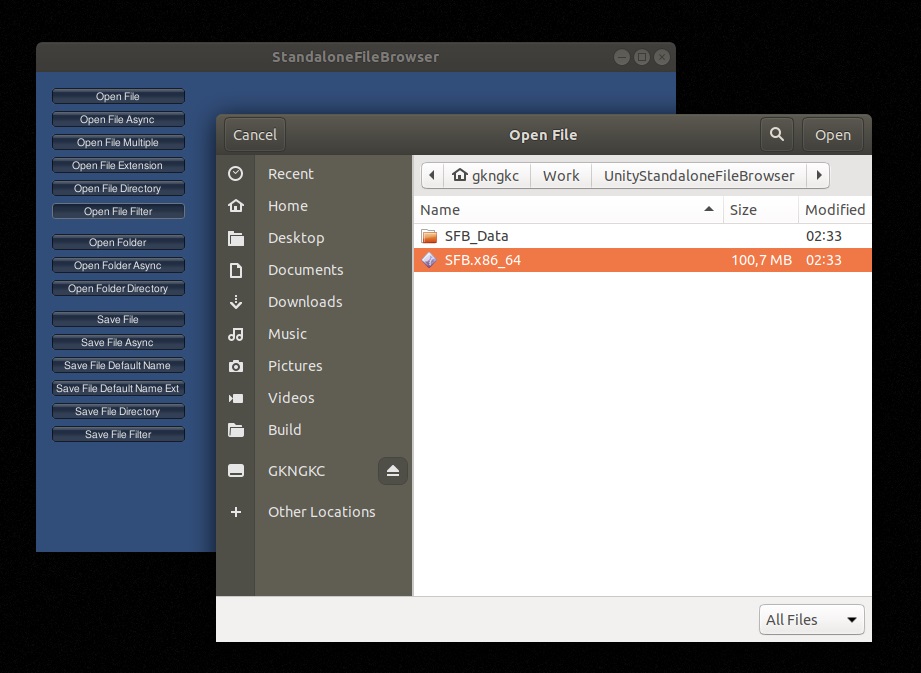 StandaloneFileBrowser
Open File
Open File Async
Open File Multiple
Open File Extension
Open File Directory
Open File Filter
Open Folder
Open Folder Async
Open Folder Directory
Save File
Save File Async
Save File Default Name
Save File Default Name Ext
Save File Directory
Save File Filter
Cancel Open File Open
Recent
Home
Desktop
Documents
Downloads
Music
Pictures
Videos
Build
GKNGKC
Other Locations
gkngkc Work UnityStandaloneFileBrowser
Name Size Modified
SFB_Data 02:33
SFB.x86_64 100,7 MB 02:33
All Files